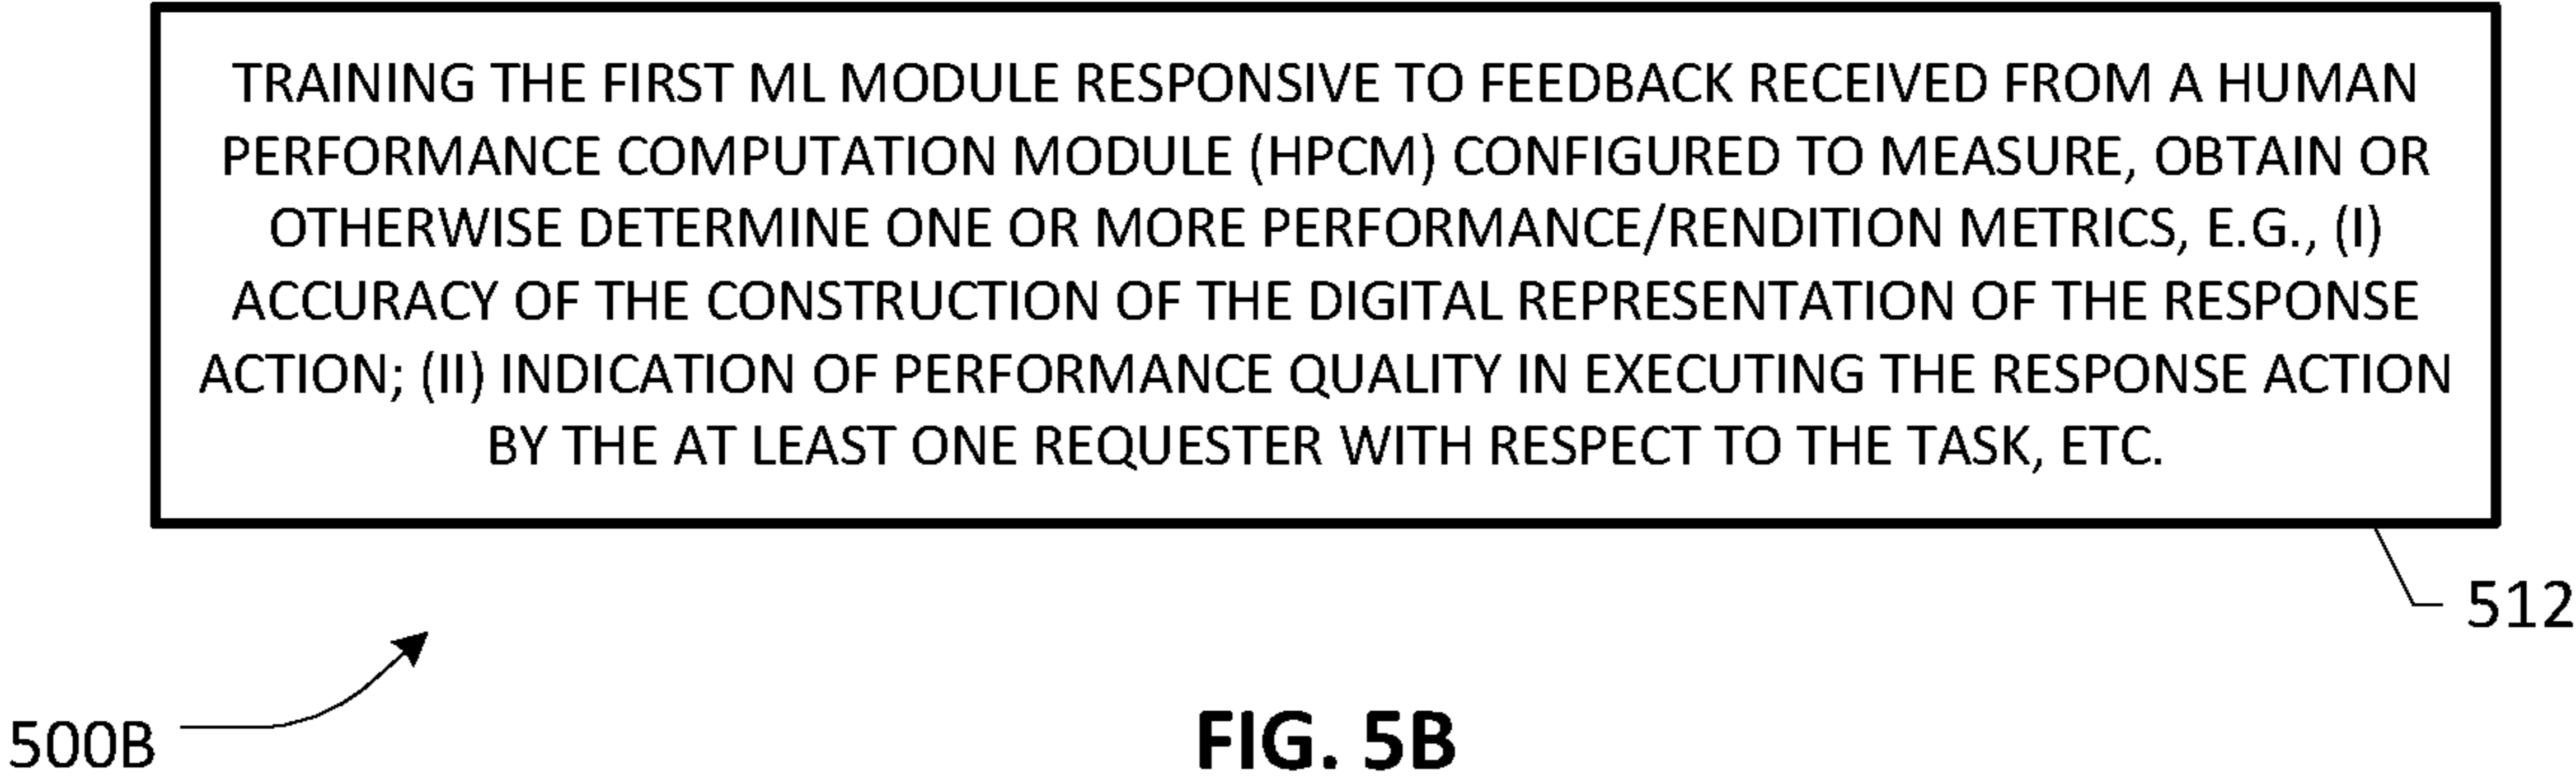 TRAINING THE FIRST ML MODULE RESPONSIVE TO FEEDBACK RECEIVED FROM A HUMAN
PERFORMANCE COMPUTATION MODULE (HPCM) CONFIGURED TO MEASURE, OBTAIN OR
OTHERWISE DETERMINE ONE OR MORE PERFORMANCE/RENDITION METRICS, E.G., (I)
ACCURACY OF THE CONSTRUCTION OF THE DIGITAL REPRESENTATION OF THE RESPONSE
ACTION; (II) INDICATION OF PERFORMANCE QUALITY IN EXECUTING THE RESPONSE ACTION
BY THE AT LEAST ONE REQUESTER WITH RESPECT TO THE TASK, ETC.
512
500B
FIG. 5B